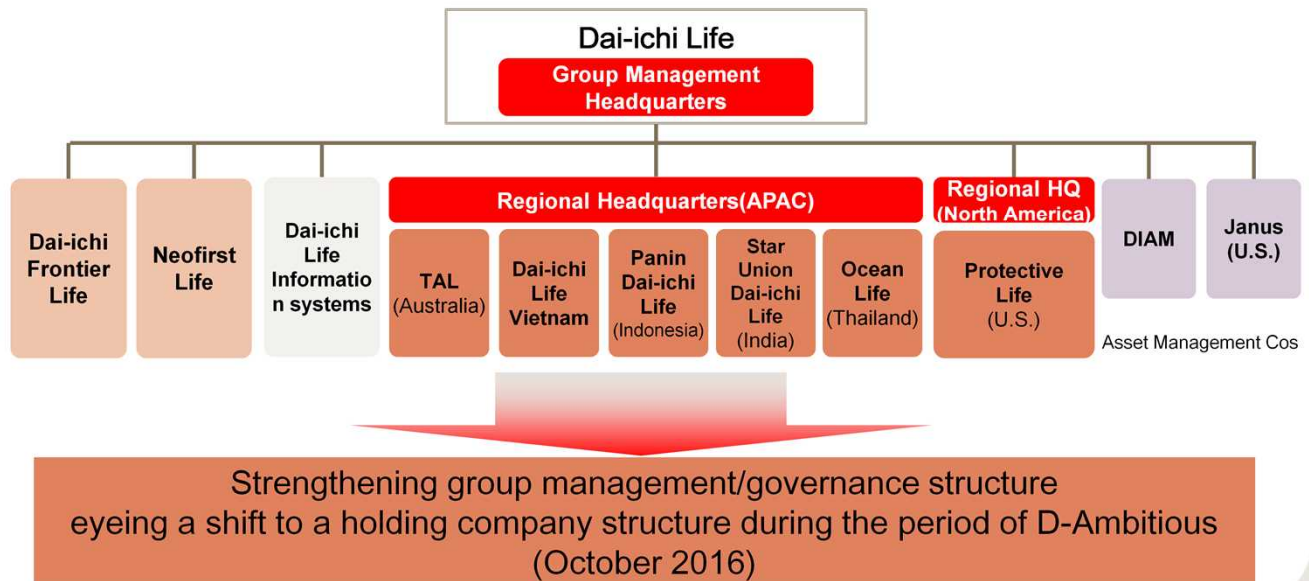 Dai-ichi Life
Group Management
Headquarters
Dai-ichi
Frontier
Life
Neofirst
Life
Dai-ichi
Life
Informatio
n systems
Regional Headquarters(APAC)
TAL
(Australia)
Dai-ichi
Life
Vietnam
Panin
Dai-ichi
Life
(Indonesia)
Star
Union
Dai-ichi
Life
(India)
Ocean
Life
(Thailand)
Regional HQ
(North America)
Protective
Life
(U.S.)
DIAM
Janus
(U.S.)
Asset Management Cos
Strengthening group management/governance structure
eyeing a shift to a holding company structure during the period of D-Ambitious
(October 2016)